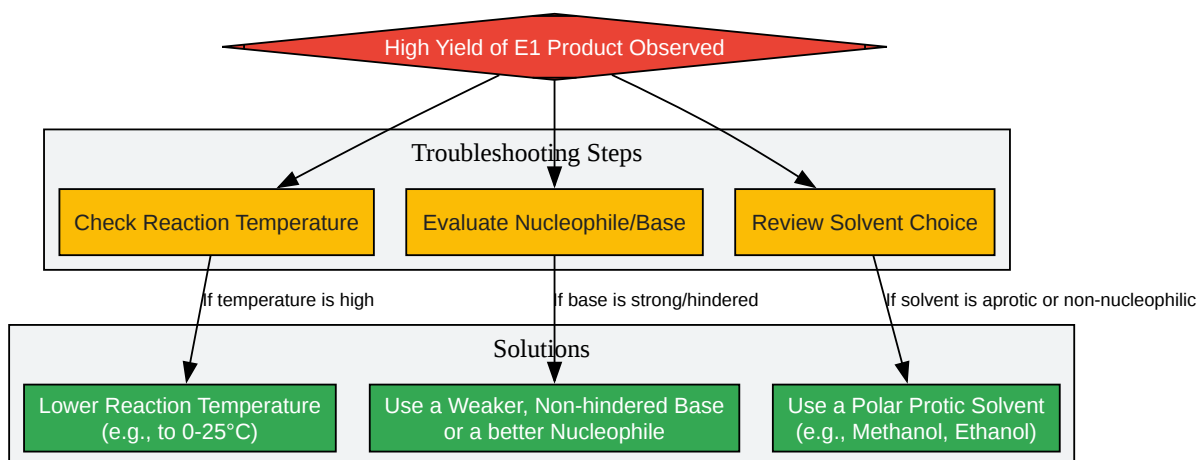 High Yield of E1 Product Observed
Troubleshooting Steps
Check Reaction Temperature
Evaluate Nucleophile/Base
Review Solvent Choice
If temperature is high
If base is strong/hindered
If solvent is aprotic or non-nucleophilic
Solutions
Lower Reaction Temperature
(e.g., to 0-25°C)
Use a Weaker, Non-hindered Base
or a better Nucleophile
Use a Polar Protic Solvent
(e.g., Methanol, Ethanol)